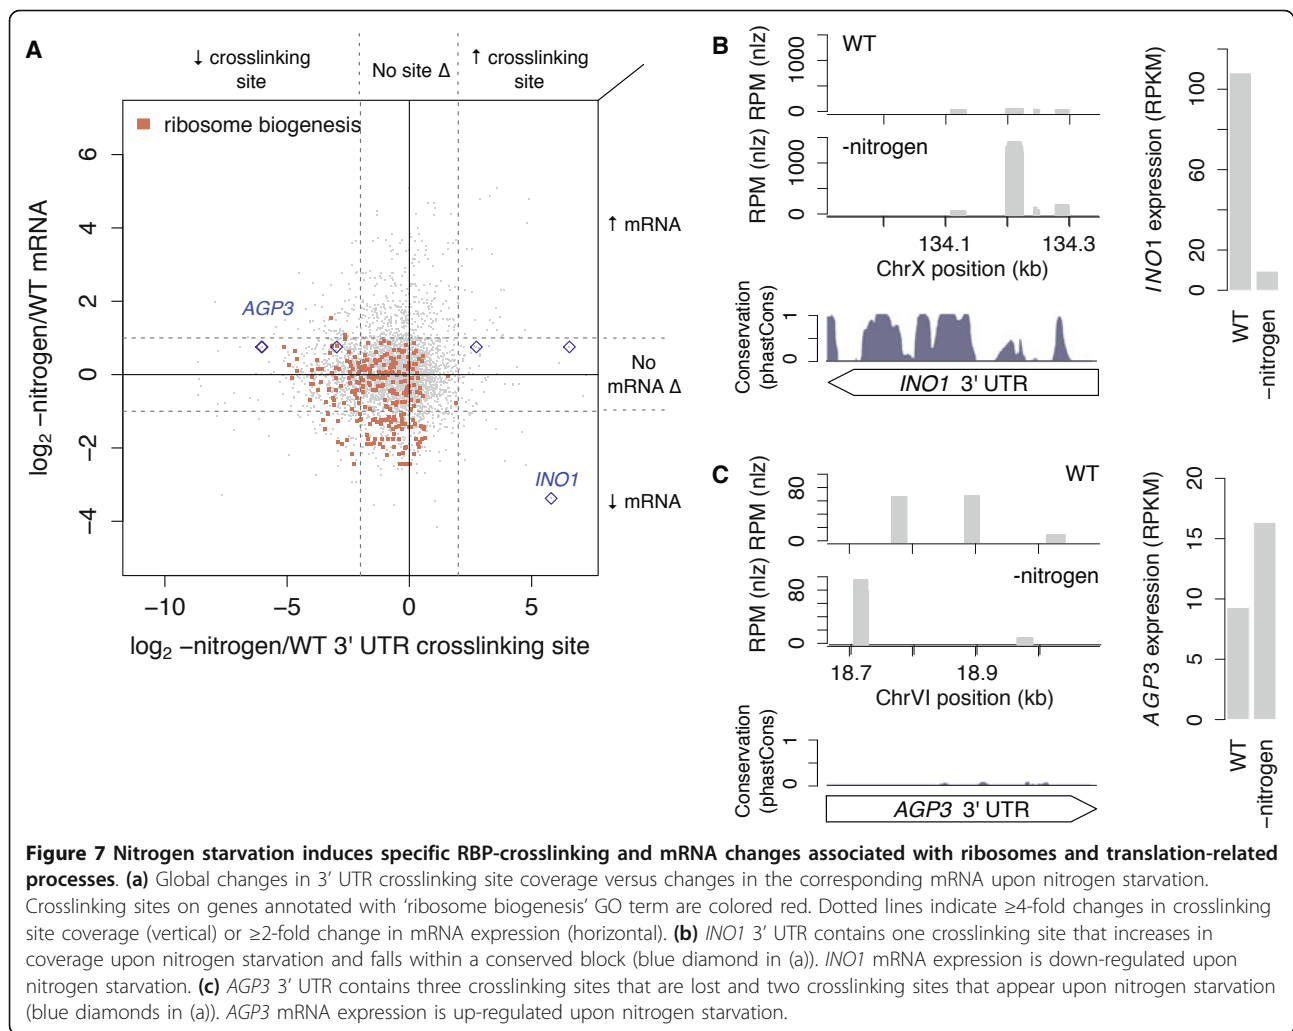 A
↓ crosslinking
site
No site Δ
↑ crosslinking
site
ribosome biogenesis
log2 −nitrogen/WT mRNA
6
4
2
0
−2
−4
AGP3
INO1
↑ mRNA
No
mRNA Δ
↓ mRNA
−10
−5
0
5
log2 −nitrogen/WT 3' UTR crosslinking site
B
WT
RPM (nlz)
1000
0
-nitrogen
RPM (nlz)
1000
0
134.1
134.3
ChrX position (kb)
Conservation
(phastCons)
1
0
INO1 3' UTR
INO1 expression (RPKM)
100
60
20
0
WT
−nitrogen
C
WT
RPM (nlz)
80
0
-nitrogen
RPM (nlz)
80
0
18.7
18.9
ChrVI position (kb)
Conservation
(phastCons)
1
0
AGP3 3' UTR
AGP3 expression (RPKM)
20
15
10
5
0
WT
−nitrogen
Figure 7 Nitrogen starvation induces specific RBP-crosslinking and mRNA changes associated with ribosomes and translation-related
processes. (a) Global changes in 3′ UTR crosslinking site coverage versus changes in the corresponding mRNA upon nitrogen starvation.
Crosslinking sites on genes annotated with ‘ribosome biogenesis’ GO term are colored red. Dotted lines indicate ≥4-fold changes in crosslinking
site coverage (vertical) or ≥2-fold change in mRNA expression (horizontal). (b) INO1 3′ UTR contains one crosslinking site that increases in
coverage upon nitrogen starvation and falls within a conserved block (blue diamond in (a)). INO1 mRNA expression is down-regulated upon
nitrogen starvation. (c) AGP3 3′ UTR contains three crosslinking sites that are lost and two crosslinking sites that appear upon nitrogen starvation
(blue diamonds in (a)). AGP3 mRNA expression is up-regulated upon nitrogen starvation.